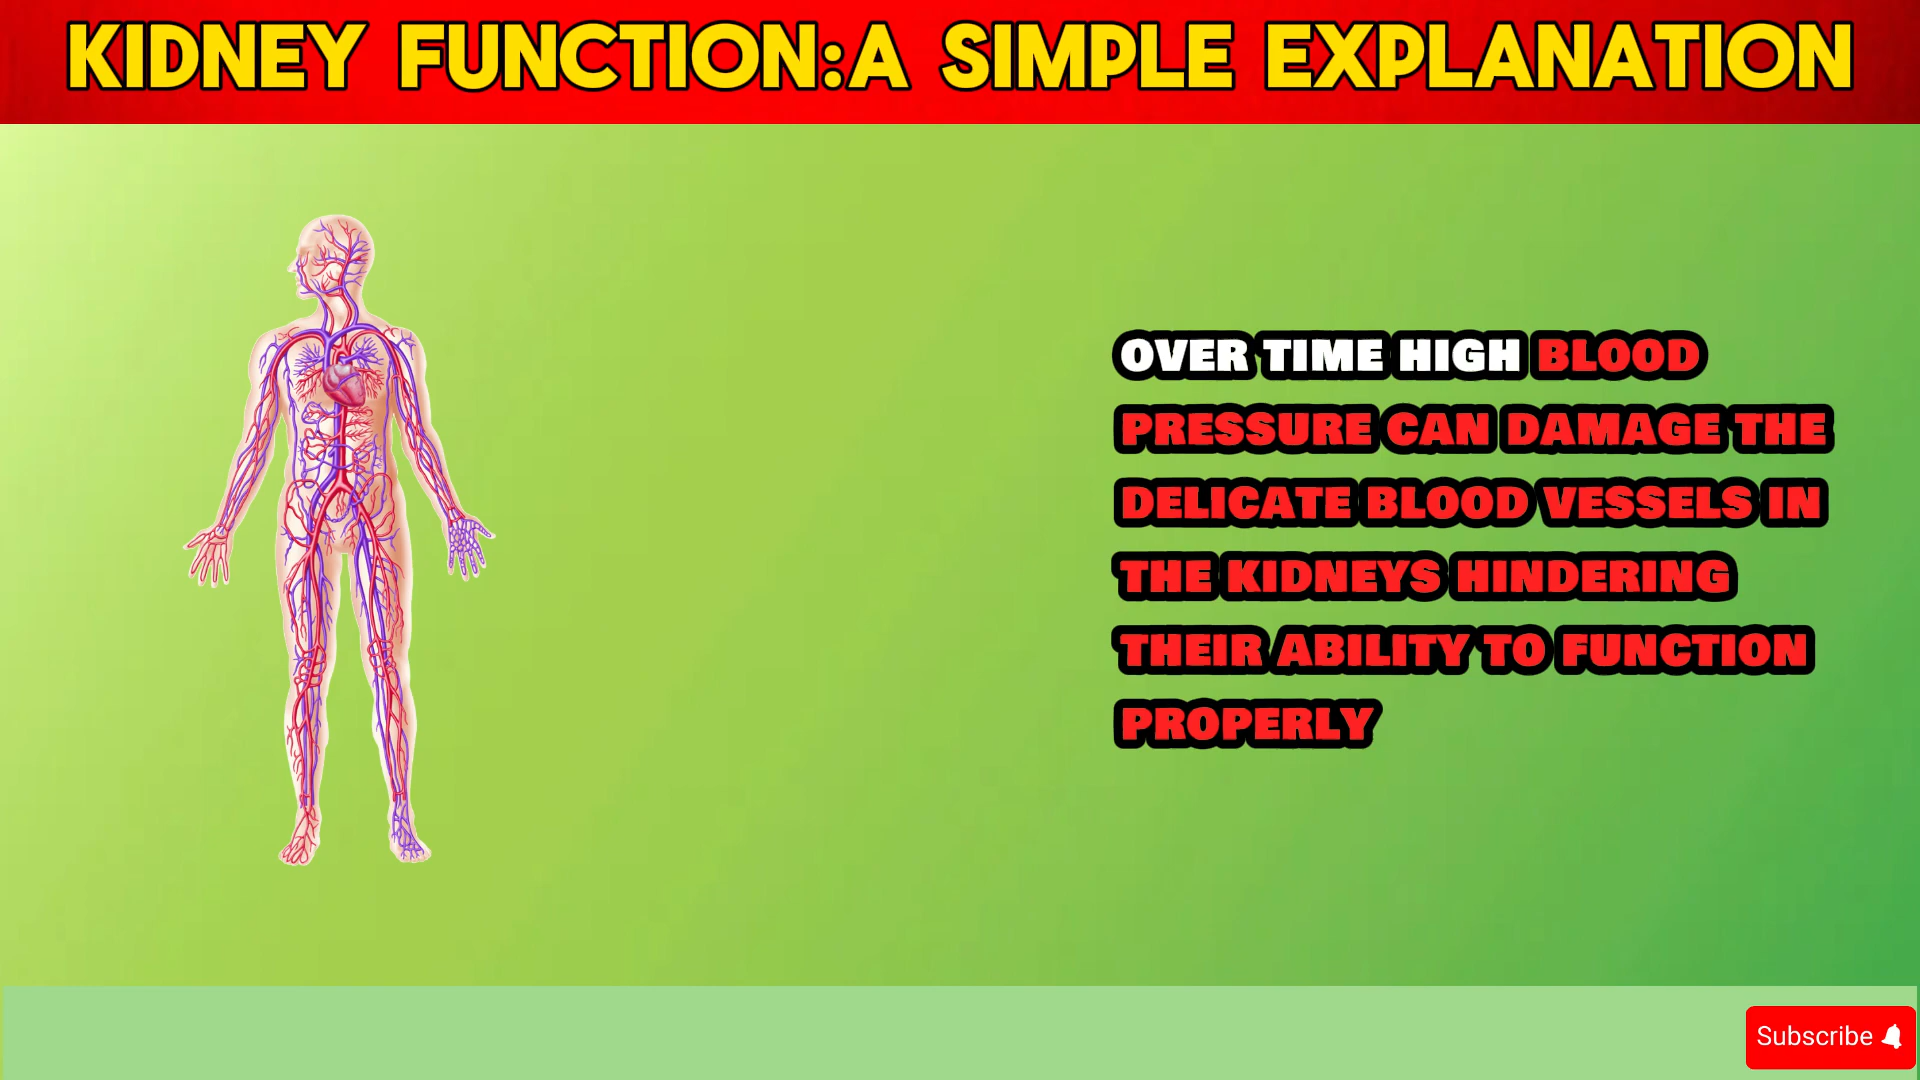 KIDNEY FUNCTION:A SIMPLE EXPLANATION
OVER TIME HIGH BLOOD
PRESSURE CAN DAMAGE THE
DELICATE BLOOD VESSELS IN
THE KIDNEYS HINDERING
THEIR ABILITY TO FUNCTION
PROPERLY
Subscribe